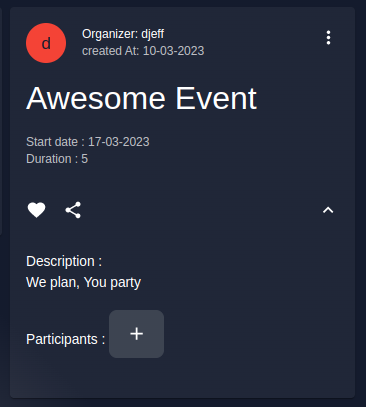 d
Organizer: djeff
created At: 10-03-2023
Awesome Event
Start date : 17-03-2023
Duration : 5
Description :
We plan, You party
Participants : +